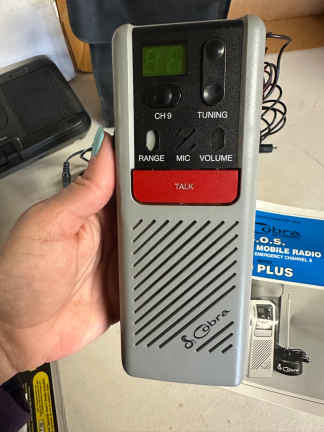 CH 9
TUNING
RANGE
MIC
VOLUME
TALK
Cobra
Cobra
.O.S.
MOBILE RADIO
EMERGENCY CHANNEL 9
PLUS